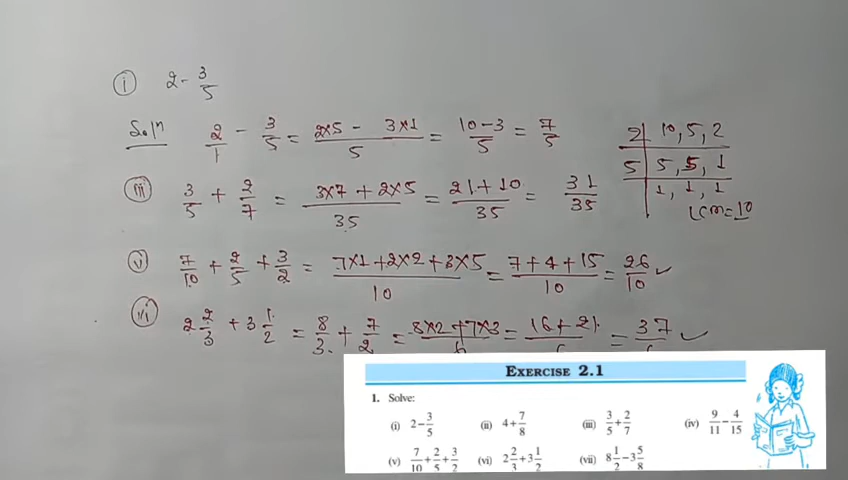 (i) 2 - 3/5
Solⁿ 2/1 - 3/5 = 2×5 - 3×1/5 = 10-3/5 = 7/5
(iii) 3/5 + 2/7 = 3×7 + 2×5/35 = 21+10/35 = 31/35
(v) 7/10 + 2/5 + 3/2 = 7×1+2×2+3×5/10 = 7+4+15/10 = 26/10 ✓
(vi) 2 2/3 + 3 1/2 = 8/3 + 7/2 = 8×2+7×3/6 = 16+21/6 = 37/6 ✓
2 | 10, 5, 2
5 | 5, 5, 1
1, 1, 1
LCM = 10
EXERCISE 2.1
1. Solve:
(i) 2 - 3/5 (ii) 4 + 7/8 (iii) 3/5 + 2/7 (iv) 9/11 - 4/15
(v) 7/10 + 2/5 + 3/2 (vi) 2 2/3 + 3 1/2 (vii) 8 1/2 - 3 5/8